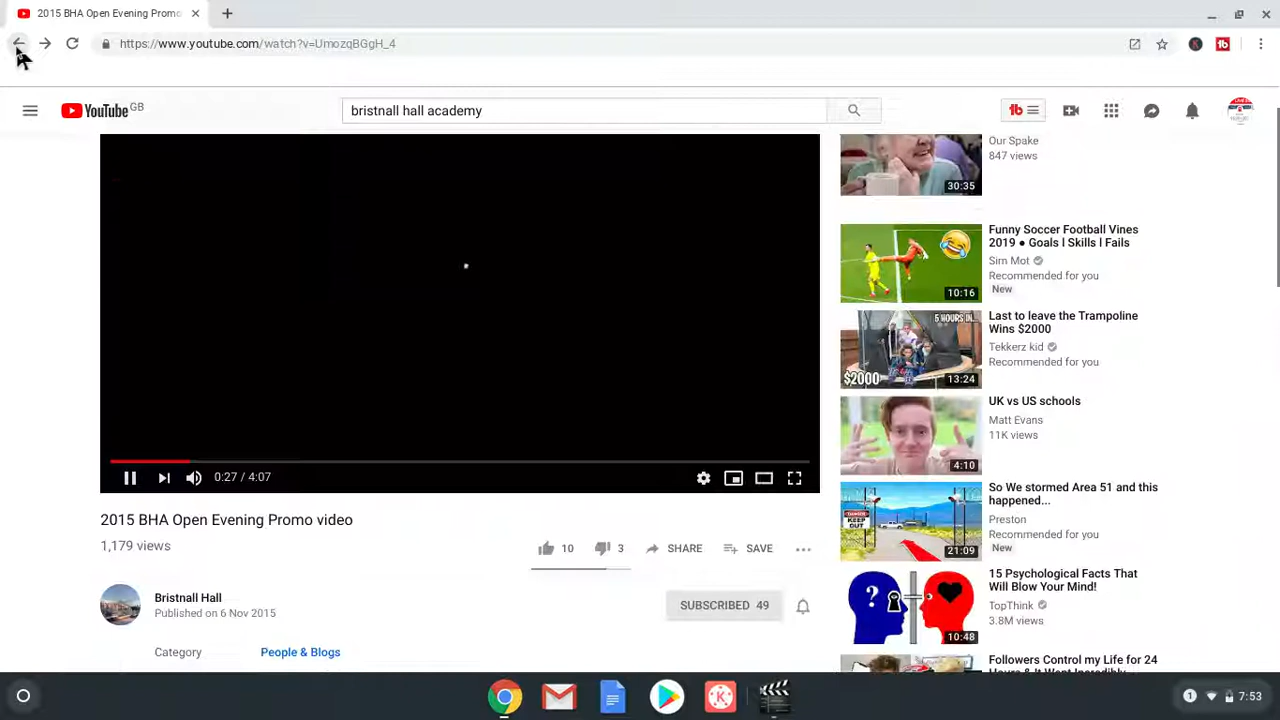 2015 BHA Open Evening Promo
https://www.youtube.com/watch?v=UmozqBGgH_4
YouTube GB
bristnall hall academy
Our Spake
847 views
30:35
Funny Soccer Football Vines
2019 ● Goals l Skills l Fails
Sim Mot
Recommended for you
New
10:16
5 HOURS IN...
$2000
13:24
Last to leave the Trampoline
Wins $2000
Tekkerz kid
Recommended for you
UK vs US schools
Matt Evans
11K views
4:10
0:27 / 4:07
2015 BHA Open Evening Promo video
1,179 views
10
3
SHARE
SAVE
KEEP
OUT
21:09
So We stormed Area 51 and this
happened...
Preston
Recommended for you
New
15 Psychological Facts That
Will Blow Your Mind!
TopThink
3.8M views
10:48
Bristnall Hall
Published on 6 Nov 2015
SUBSCRIBED 49
Category
People & Blogs
Followers Control my Life for 24
1
7:53